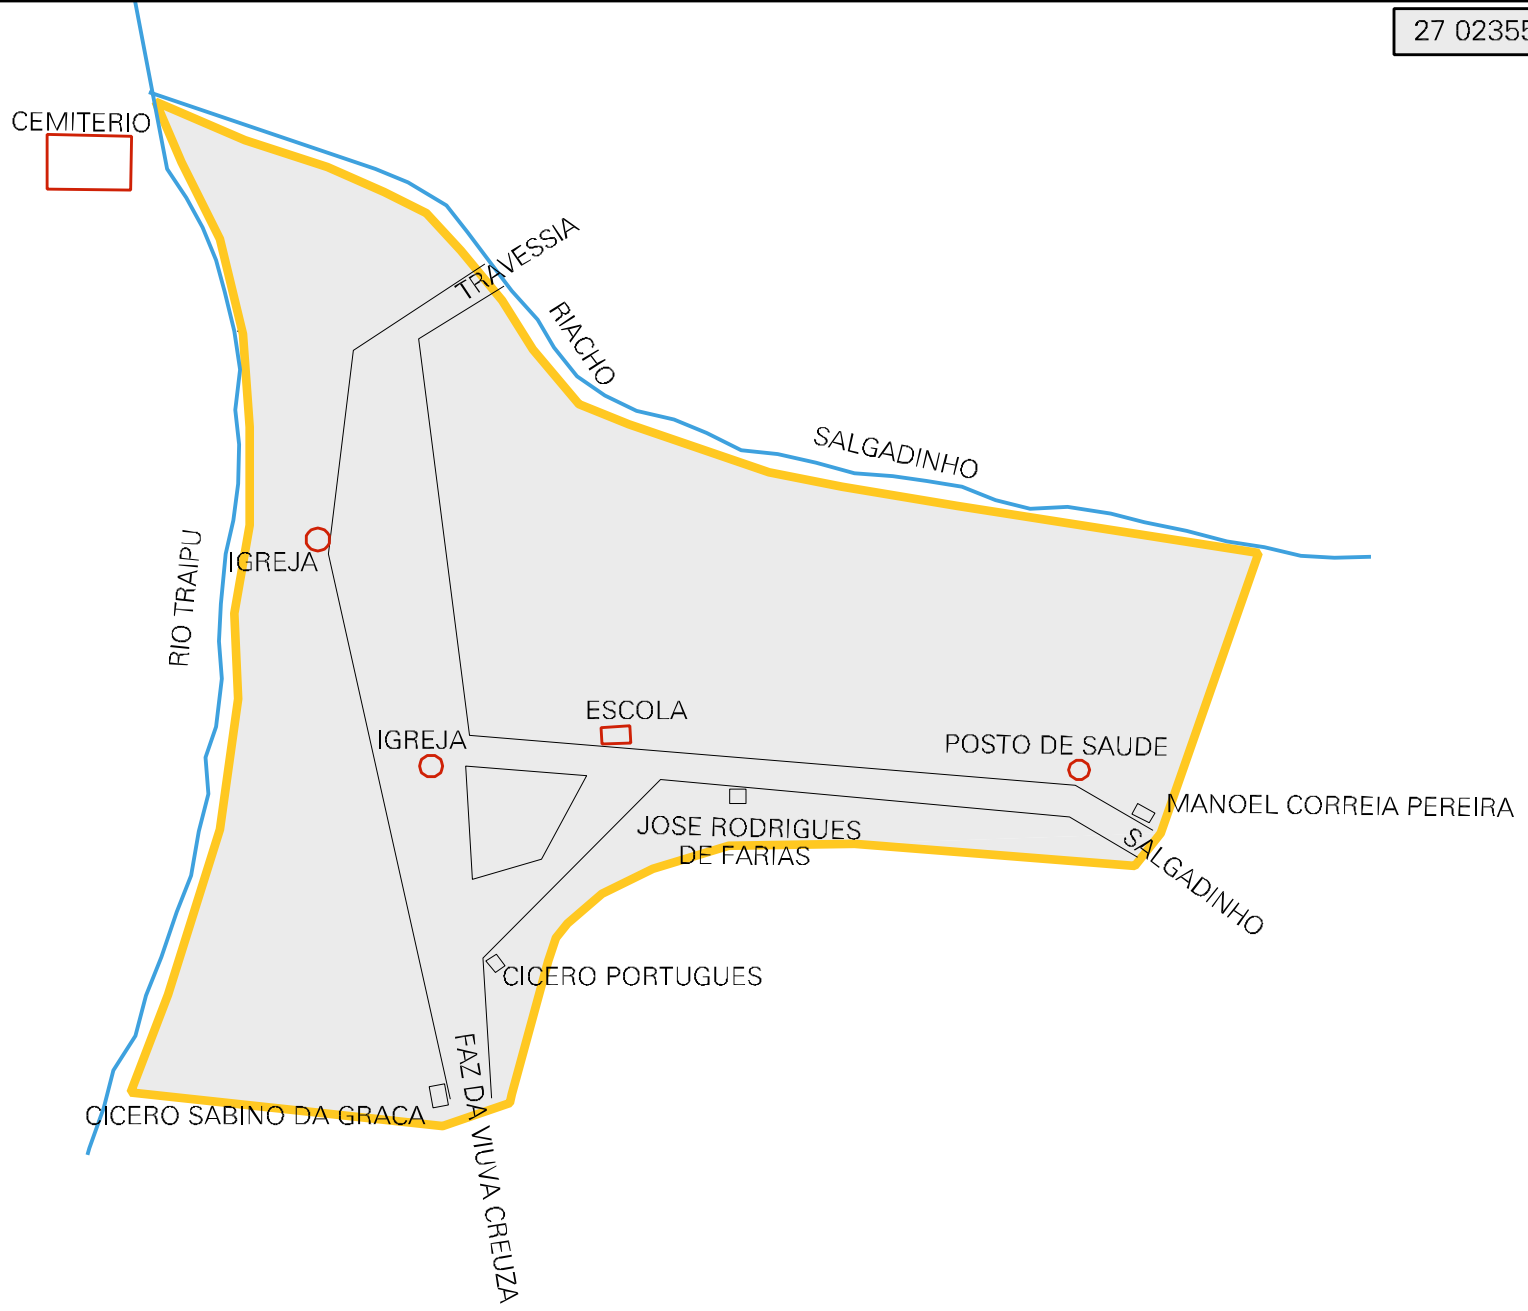 27 02355
CEMITERIO
TRAVESSIA
RIACHO
SALGADINHO
RIO TRAIPU
IGREJA
ESCOLA
IGREJA
POSTO DE SAUDE
MANOEL CORREIA PEREIRA
JOSE RODRIGUES
DE FARIAS
SALGADINHO
CICERO PORTUGUES
FAZ DA VIUVA CREUZA
CICERO SABINO DA GRACA